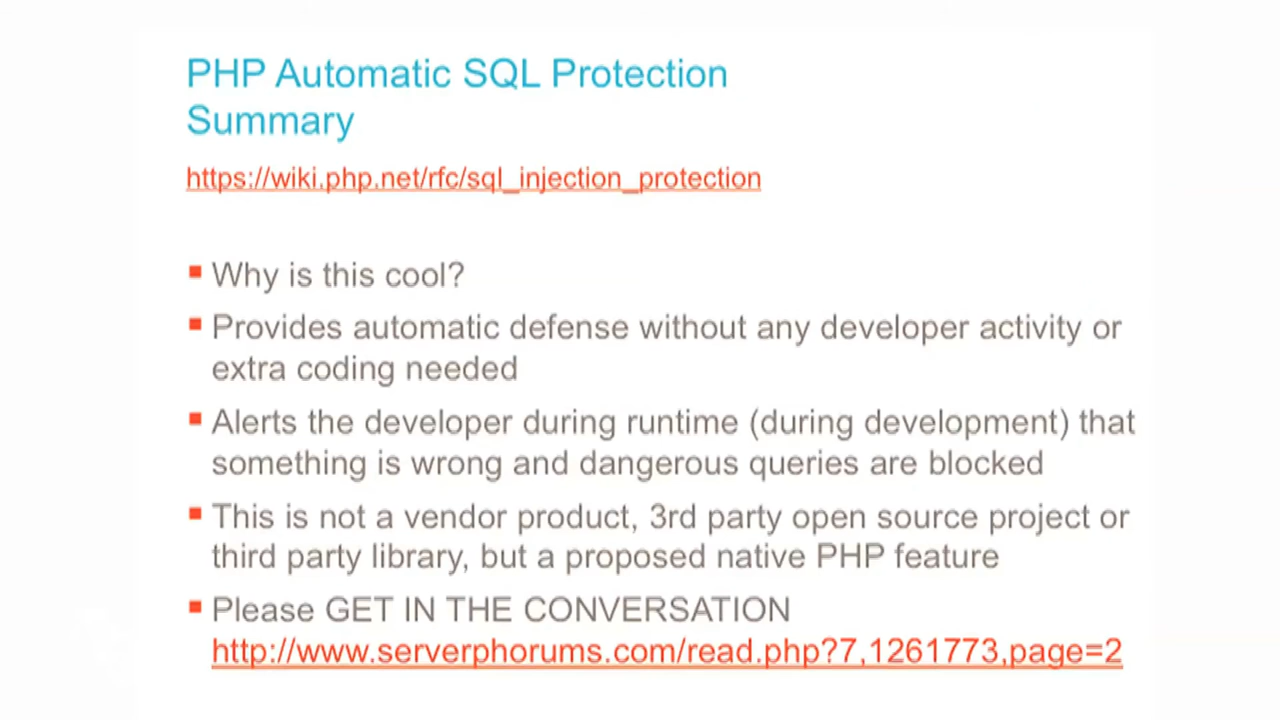 PHP Automatic SQL Protection
Summary
https://wiki.php.net/rfc/sql_injection_protection
Why is this cool?
Provides automatic defense without any developer activity or
extra coding needed
Alerts the developer during runtime (during development) that
something is wrong and dangerous queries are blocked
This is not a vendor product, 3rd party open source project or
third party library, but a proposed native PHP feature
Please GET IN THE CONVERSATION
http://www.serverphorums.com/read.php?7,1261773,page=2